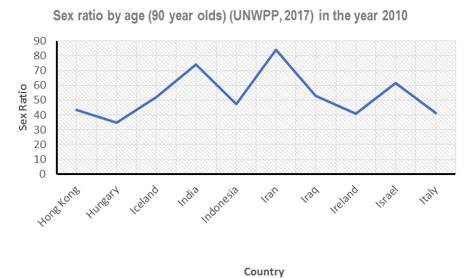 Sex ratio by age (90 year olds) (UNWPP, 2017) in the year 2010
90
80
70
60
50
40
30
20
10
0
Sex Ratio
Hong Kong
Hungary
Iceland
India
Indonesia
Iran
Iraq
Ireland
Israel
Italy
Country